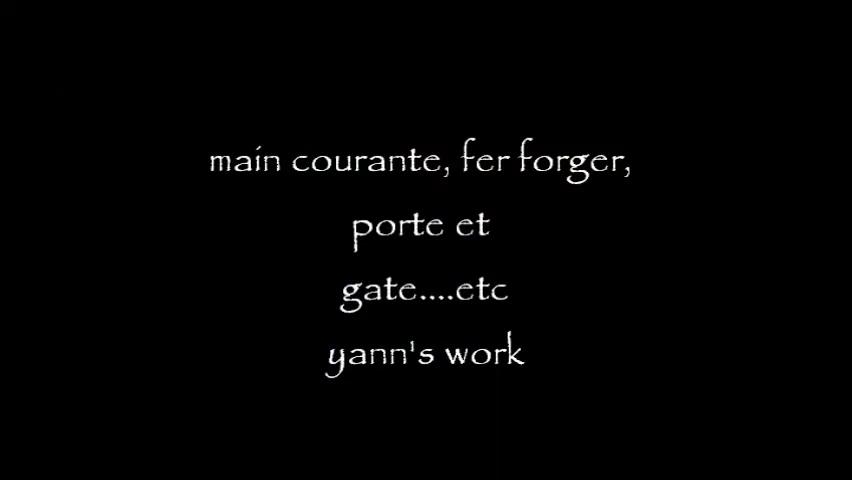 main courante, fer forger,
porte et
gate....etc
yann's work